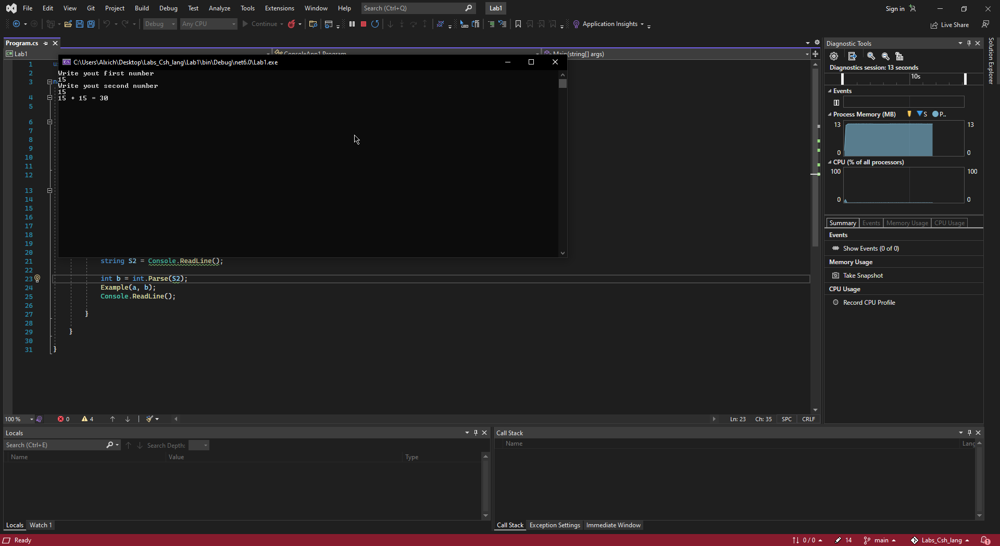 File Edit View Git Project Build Debug Test Analyze Tools Extensions Window Help Search (Ctrl+Q) Lab1 Sign in
Debug Any CPU Continue Application Insights Live Share
Program.cs
Lab1 ConsoleApp1.Program Main(string[] args)
C:\Users\Alxich\Desktop\Labs_Csh_lang\Lab1\bin\Debug\net6.0\Lab1.exe
Write yout first number
15
Write yout second number
15
15 + 15 = 30
1
2
3
4
5
6
7
8
9
10
11
12
13
14
15
16
17
18
19
20
21 string S2 = Console.ReadLine();
22
23 int b = int.Parse(S2);
24 Example(a, b);
25 Console.ReadLine();
26
27 }
28
29 }
30
31 }
100 % 0 4 Ln: 23 Ch: 35 SPC CRLF
Diagnostic Tools
Diagnostics session: 13 seconds
10s
Events
Process Memory (MB) S P..
13 13
0 0
CPU (% of all processors)
100 100
0 0
Summary Events Memory Usage CPU Usage
Events
Show Events (0 of 0)
Memory Usage
Take Snapshot
CPU Usage
Record CPU Profile
Solution Explorer
Locals
Search (Ctrl+E) Search Depth:
Name Value Type
Locals Watch 1
Call Stack
Name Lang
Call Stack Exception Settings Immediate Window
Ready 0 / 0 14 main Labs_Csh_lang 1